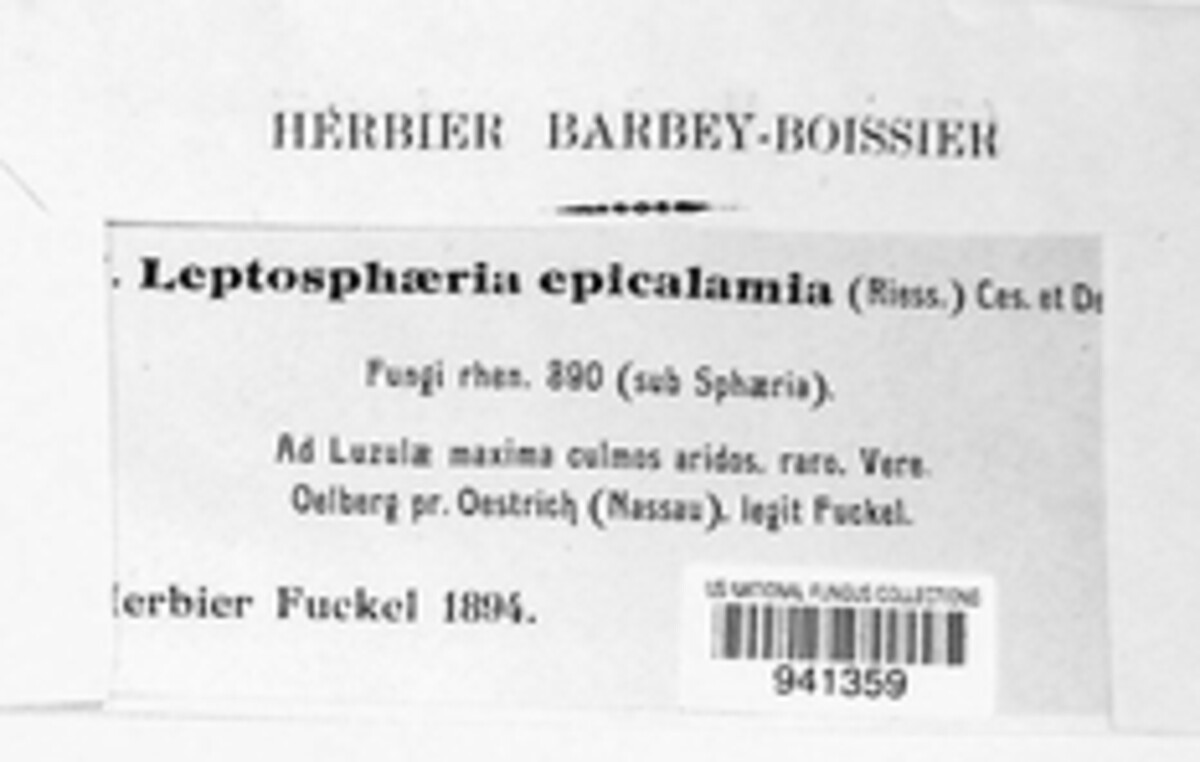 HERBIER BARBEY-BOISSIER
. Leptosphæria epicalamia (Riess.) Ces. et De
Fungi rhen. 890 (sub Sphæria).
Ad Luzulæ maxima culmos aridos. raro. Vere.
Oelberg pr. Oestrich (Nassau). legit Fuckel.
erbier Fuckel 1894.
US NATIONAL FUNGUS COLLECTIONS
941359